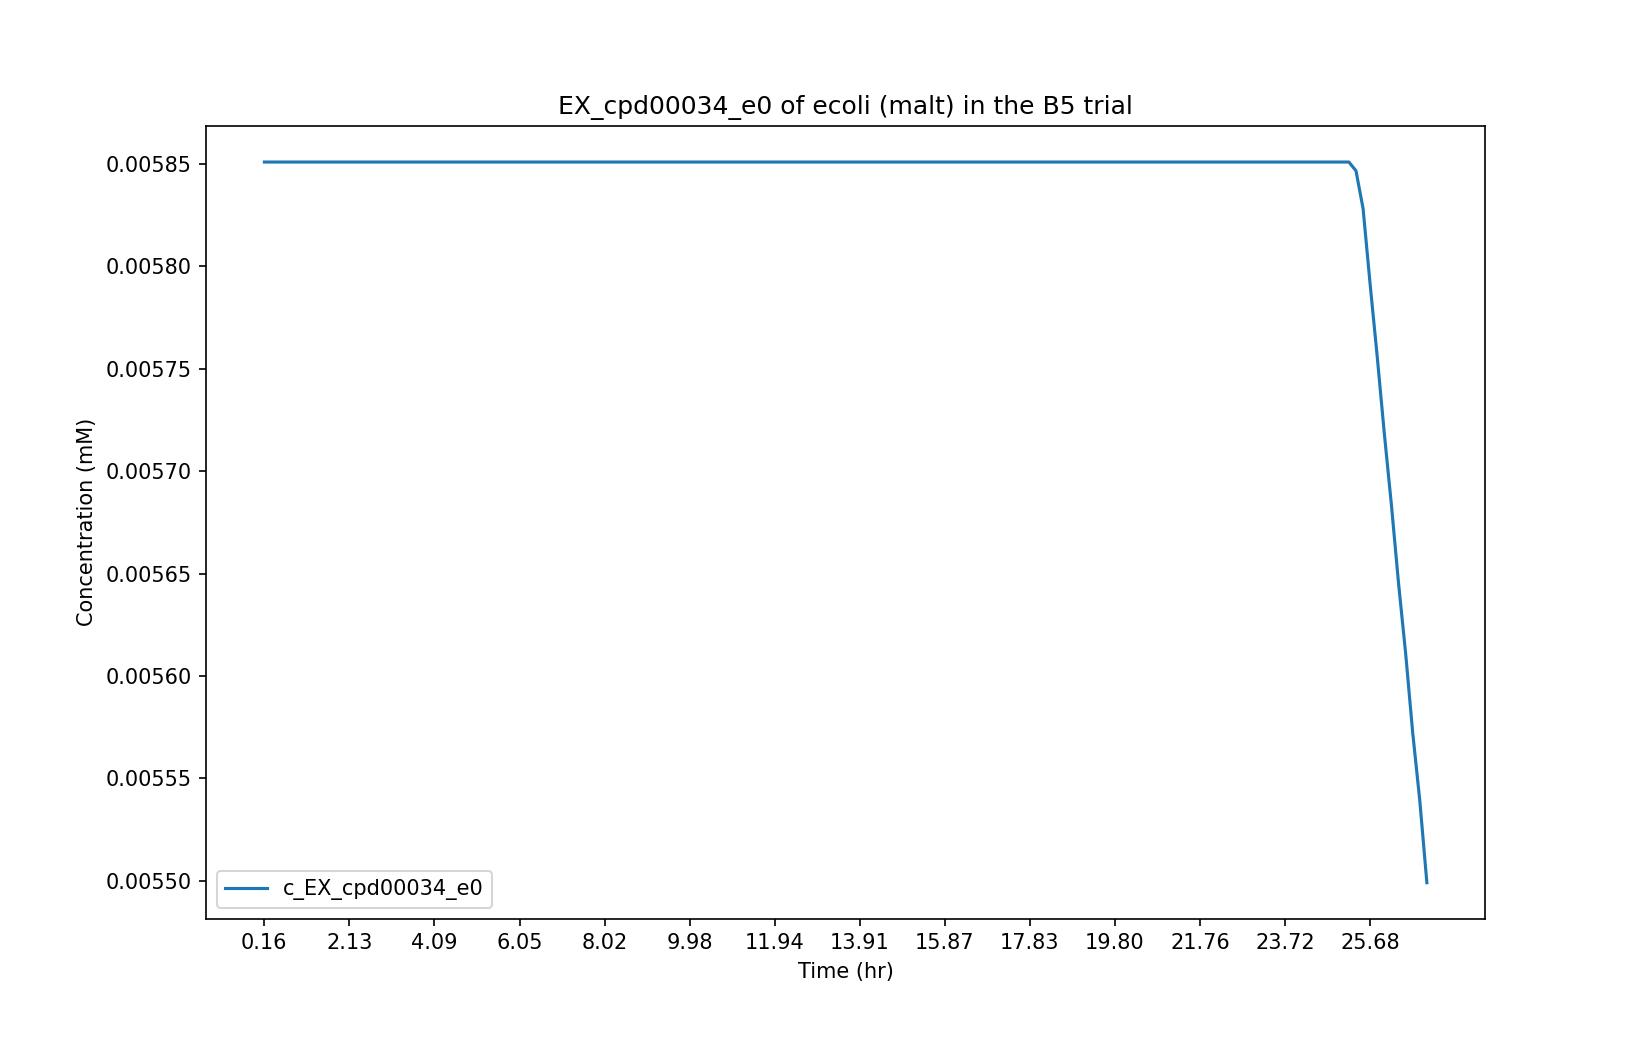 EX_cpd00034_e0 of ecoli (malt) in the B5 trial
Concentration (mM)
0.00585
0.00580
0.00575
0.00570
0.00565
0.00560
0.00555
0.00550
c_EX_cpd00034_e0
0.16 2.13 4.09 6.05 8.02 9.98 11.94 13.91 15.87 17.83 19.80 21.76 23.72 25.68
Time (hr)